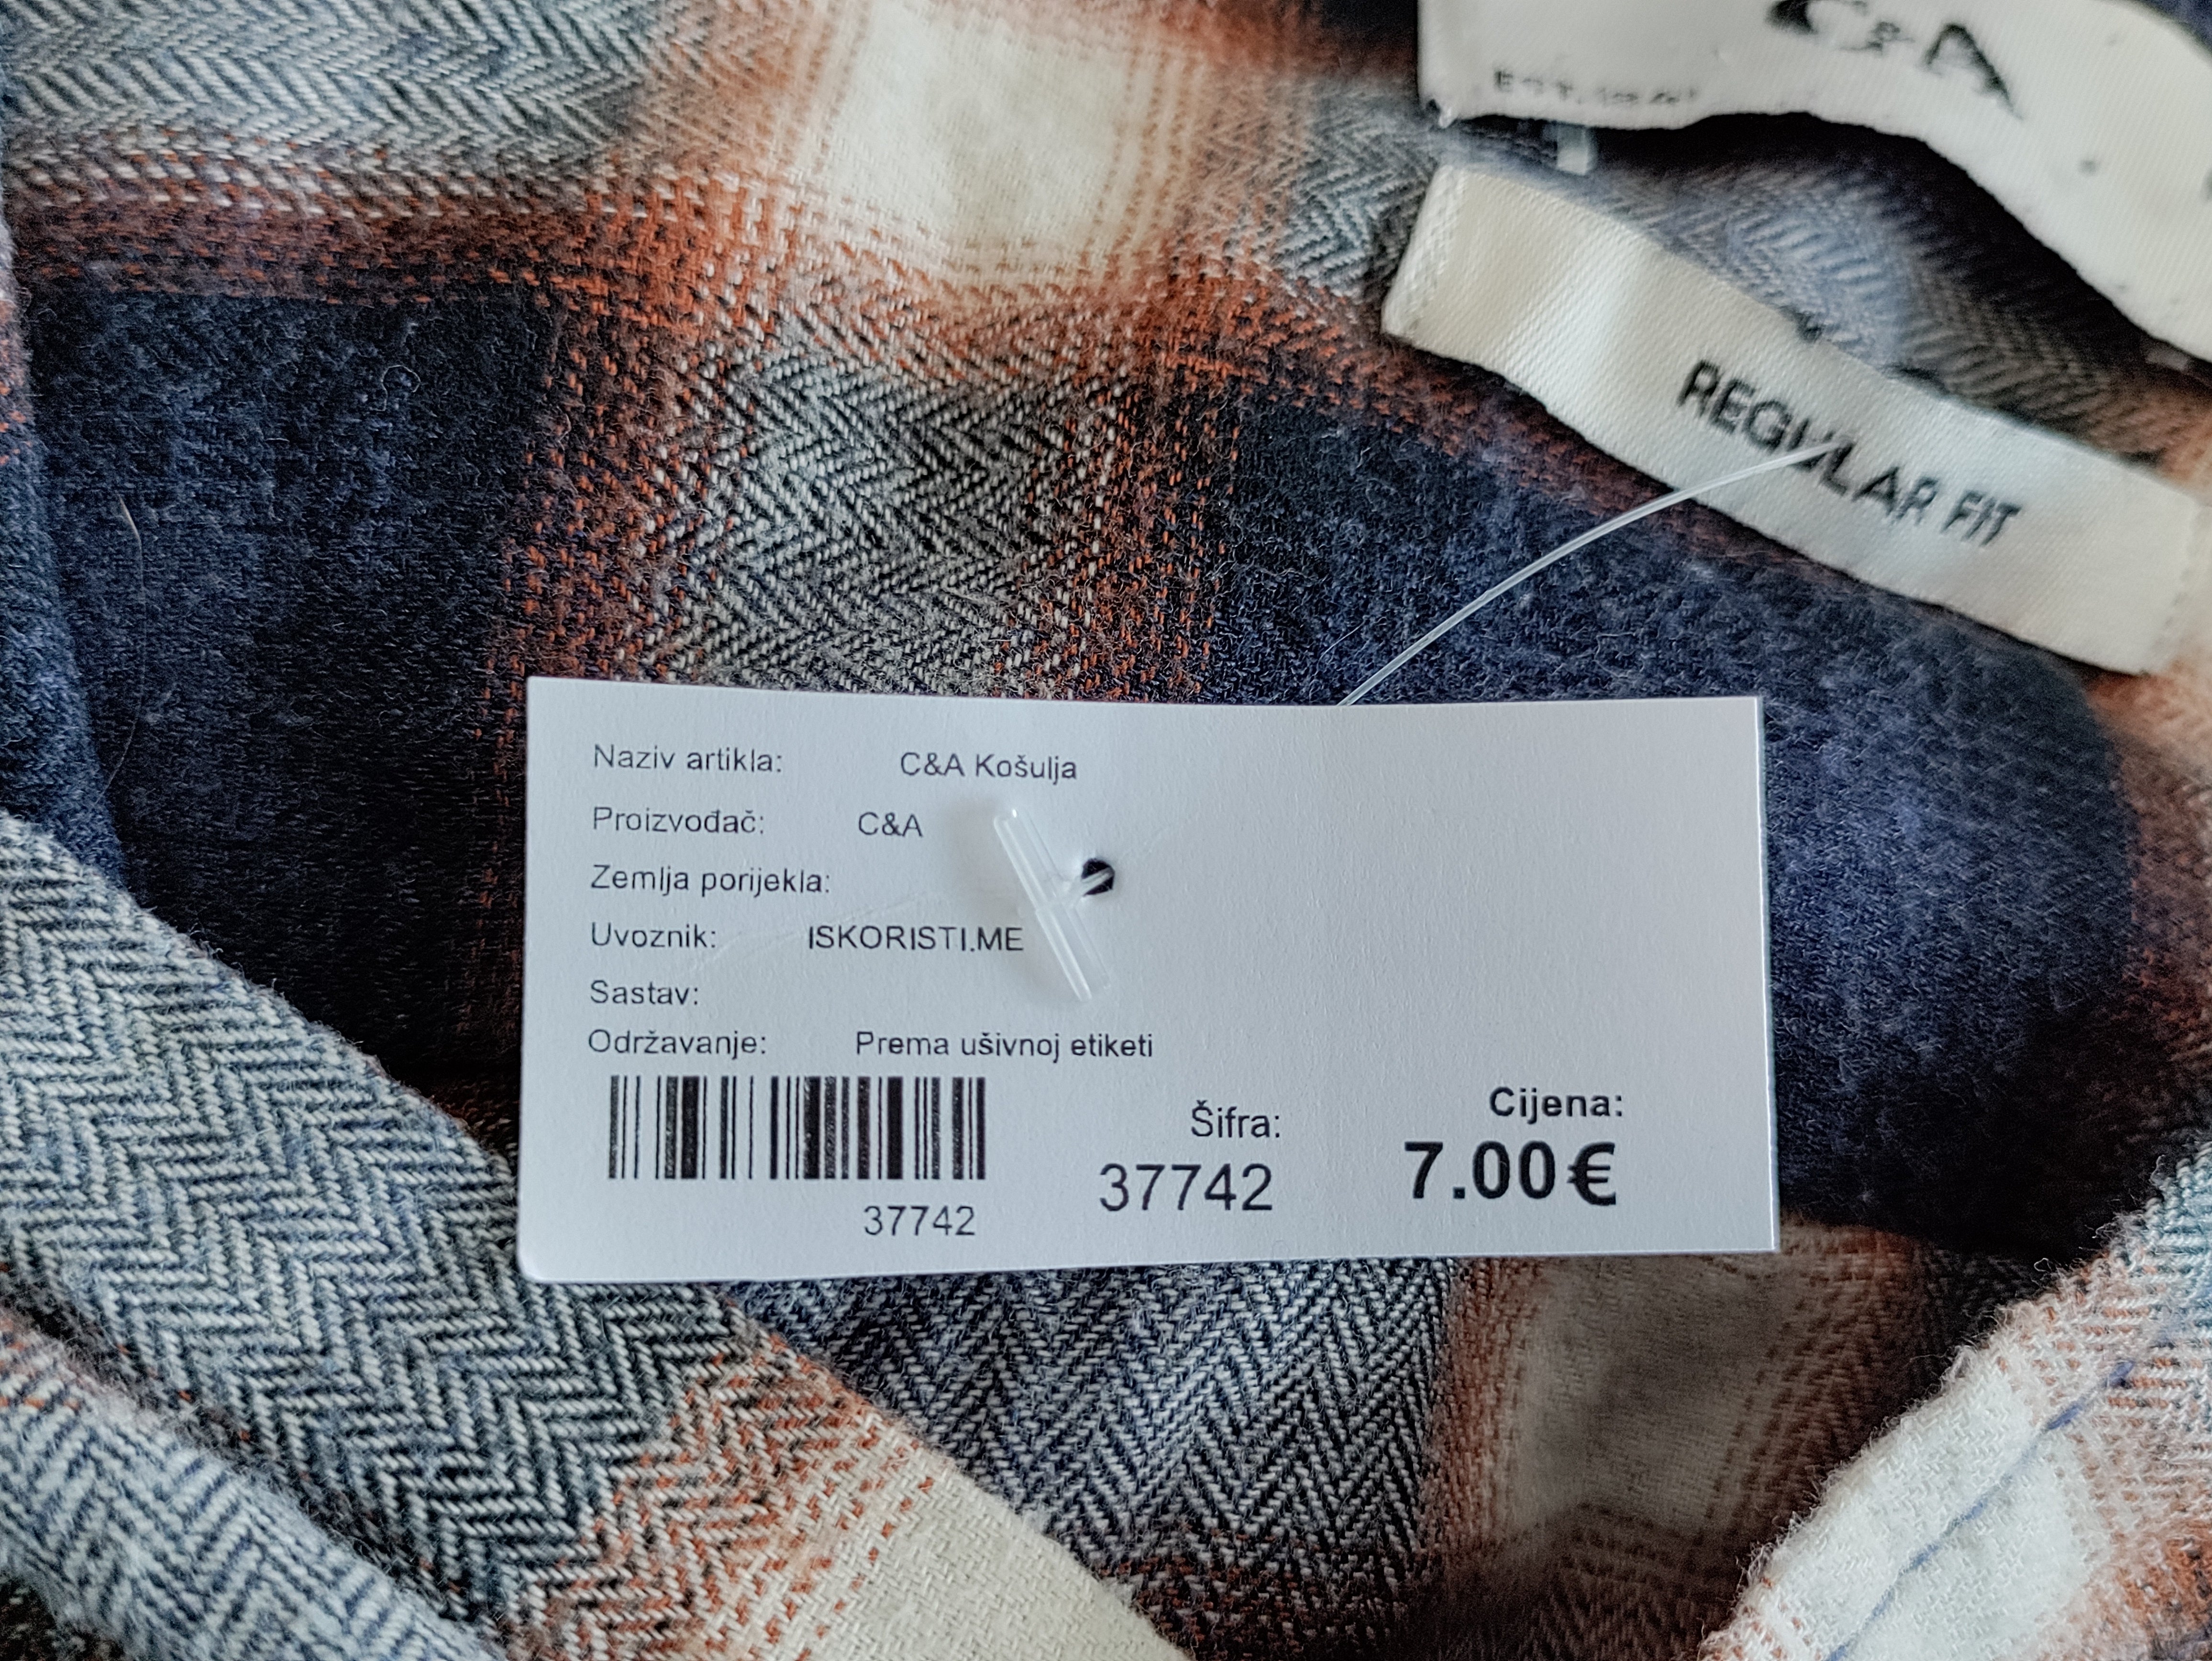 C&A
REGULAR FIT
Naziv artikla: C&A Košulja
Proizvođač: C&A
Zemlja porijekla:
Uvoznik: ISKORISTI.ME
Sastav:
Održavanje: Prema ušivnoj etiketi
37742
Šifra:
37742
Cijena:
7.00€